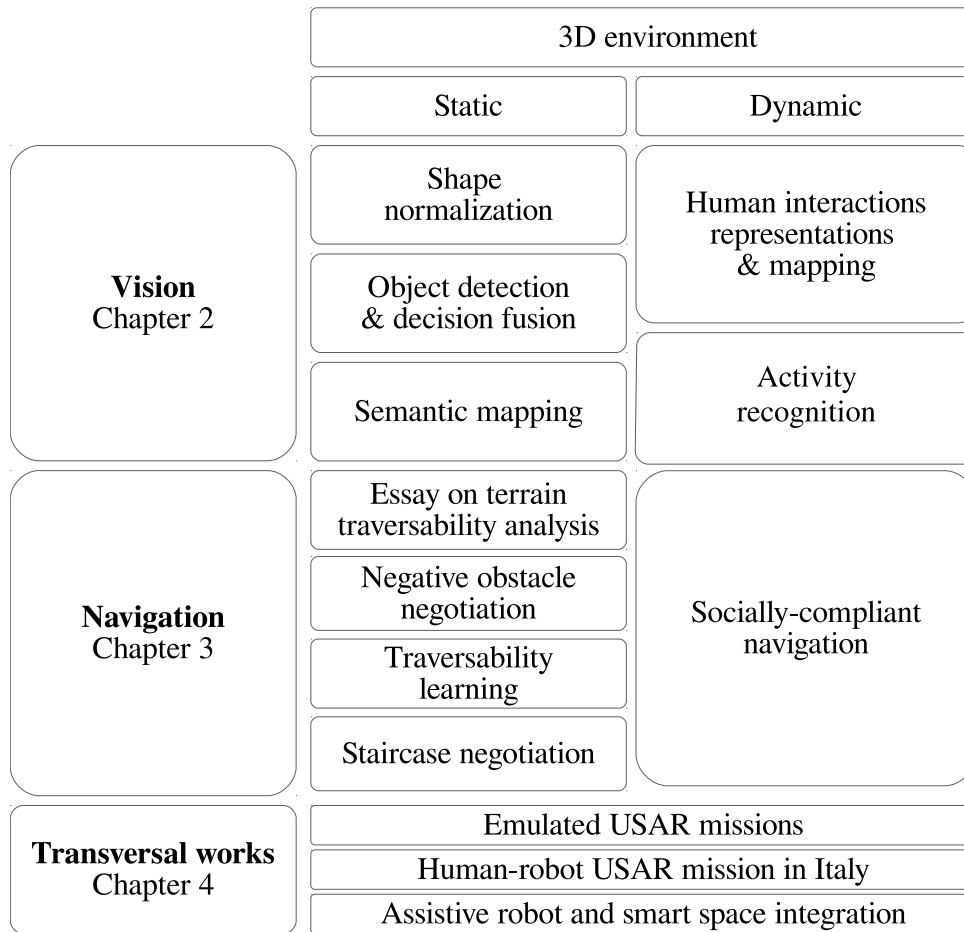 3D environment
Static
Dynamic
Vision
Chapter 2
Shape
normalization
Object detection
& decision fusion
Semantic mapping
Human interactions
representations
& mapping
Activity
recognition
Navigation
Chapter 3
Essay on terrain
traversability analysis
Negative obstacle
negotiation
Traversability
learning
Staircase negotiation
Socially-compliant
navigation
Transversal works
Chapter 4
Emulated USAR missions
Human-robot USAR mission in Italy
Assistive robot and smart space integration